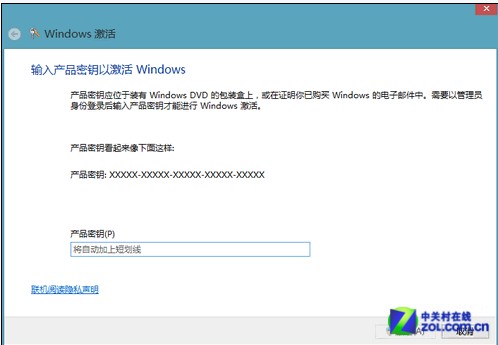 Windows 激活
输入产品密钥以激活 Windows
产品密钥应位于装有 Windows DVD 的包装盒上，或在证明你已购买 Windows 的电子邮件中。需要以管理员
身份登录后输入产品密钥才能进行 Windows 激活。
产品密钥看起来像下面这样:
产品密钥: XXXXX-XXXXX-XXXXX-XXXXX-XXXXX
产品密钥(P)
将自动加上短划线
联机阅读隐私声明
中关村在线
zol.com.cn
取消